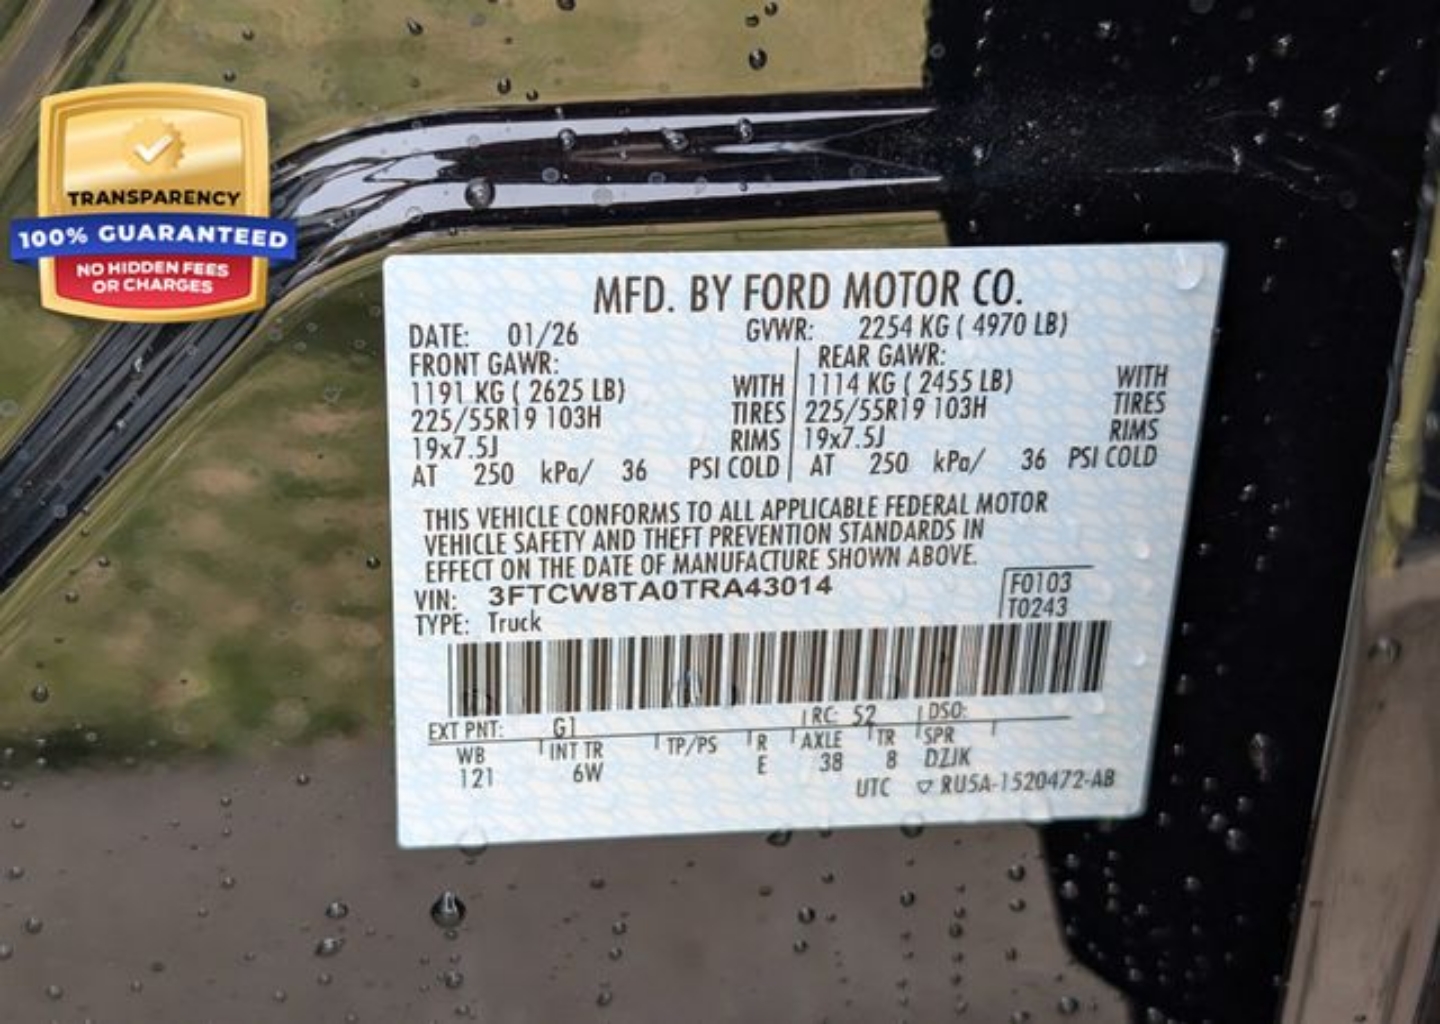 TRANSPARENCY
100% GUARANTEED
NO HIDDEN FEES
OR CHARGES
MFD. BY FORD MOTOR CO.
DATE: 01/26 GVWR: 2254 KG ( 4970 LB)
FRONT GAWR: REAR GAWR:
1191 KG ( 2625 LB) WITH 1114 KG ( 2455 LB) WITH
225/55R19 103H TIRES 225/55R19 103H TIRES
19x7.5J RIMS 19x7.5J RIMS
AT 250 kPa/ 36 PSI COLD AT 250 kPa/ 36 PSI COLD
THIS VEHICLE CONFORMS TO ALL APPLICABLE FEDERAL MOTOR
VEHICLE SAFETY AND THEFT PREVENTION STANDARDS IN
EFFECT ON THE DATE OF MANUFACTURE SHOWN ABOVE.
VIN: 3FTCW8TA0TRA43014 F0103
TYPE: Truck T0243
EXT PNT: G1 RC: 52 DSO:
WB INT TR TP/PS R AXLE TR SPR
121 6W E 38 8 DZJK
UTC ▽ RU5A-1520472-AB